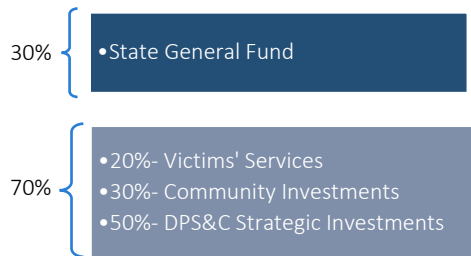 30%
•State General Fund
70%
•20%- Victims' Services
•30%- Community Investments
•50%- DPS&C Strategic Investments